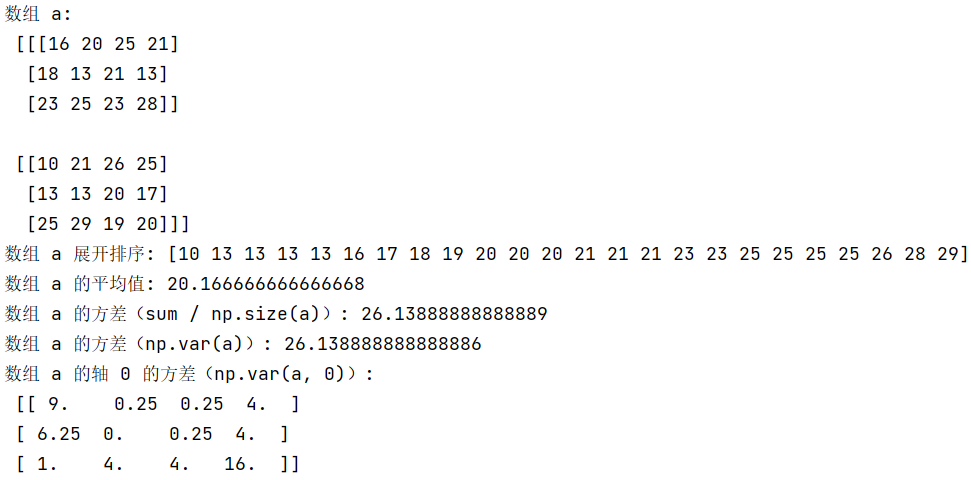 数组 a:
 [[[16 20 25 21]
  [18 13 21 13]
  [23 25 23 28]]

 [[10 21 26 25]
  [13 13 20 17]
  [25 29 19 20]]]
数组 a 展开排序: [10 13 13 13 13 16 17 18 19 20 20 20 21 21 21 23 23 25 25 25 25 26 28 29]
数组 a 的平均值: 20.166666666666668
数组 a 的方差（sum / np.size(a)）: 26.13888888888889
数组 a 的方差（np.var(a)）: 26.138888888888886
数组 a 的轴 0 的方差（np.var(a, 0)）:
 [[ 9.    0.25  0.25  4.  ]
 [ 6.25  0.    0.25  4.  ]
 [ 1.    4.    4.   16.  ]]